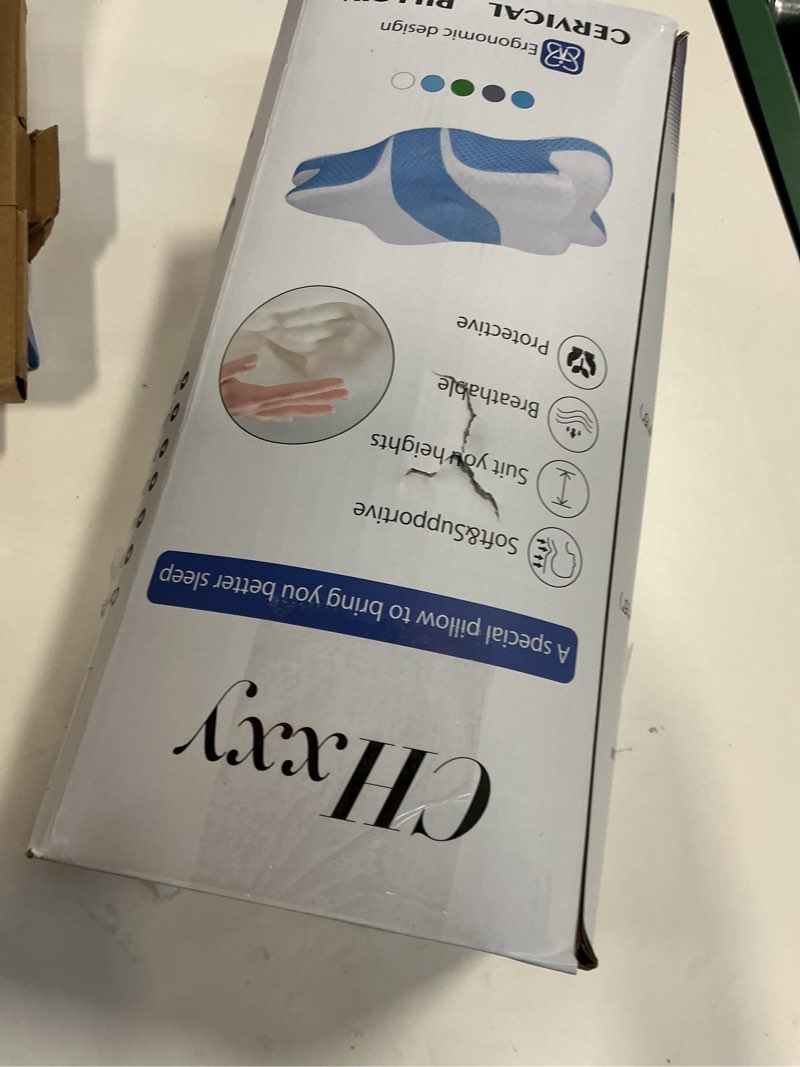 CHxxy
A special pillow to bring you better sleep
Soft&Supportive
Suit you heights
Breathable
Protective
Ergonomic design
CERVICAL